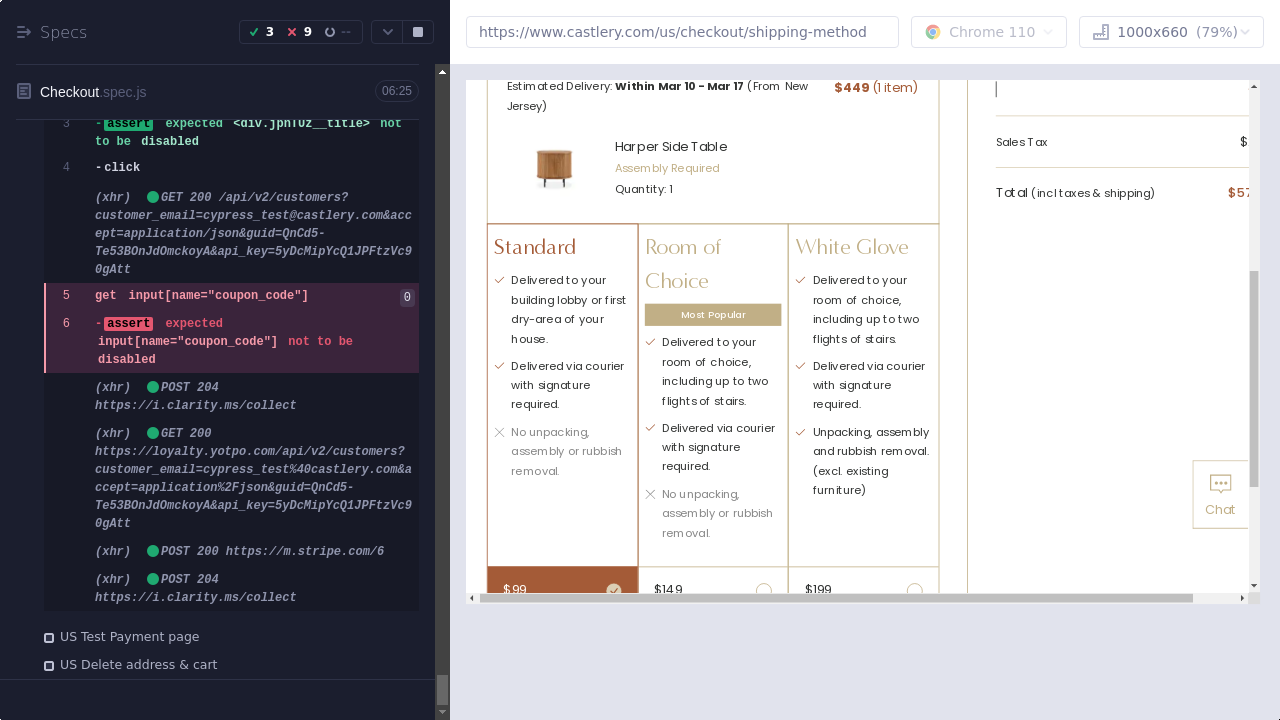 Specs
3
9
--
Checkout.spec.js
06:25
3 -assert expected <div.jphT0z__title> not
to be disabled
4 -click
(xhr) GET 200 /api/v2/customers?
customer_email=cypress_test@castlery.com&acc
ept=application/json&guid=QnCd5-
Te53BOnJdOmckoyA&api_key=5yDcMipYcQ1JPFtzVc9
0gAtt
5 get input[name="coupon_code"] 0
6 -assert expected
input[name="coupon_code"] not to be
disabled
(xhr) POST 204
https://i.clarity.ms/collect
(xhr) GET 200
https://loyalty.yotpo.com/api/v2/customers?
customer_email=cypress_test%40castlery.com&a
ccept=application%2Fjson&guid=QnCd5-
Te53BOnJdOmckoyA&api_key=5yDcMipYcQ1JPFtzVc9
0gAtt
(xhr) POST 200 https://m.stripe.com/6
(xhr) POST 204
https://i.clarity.ms/collect
US Test Payment page
US Delete address & cart
https://www.castlery.com/us/checkout/shipping-method
Chrome 110
1000x660 (79%)
Estimated Delivery: Within Mar 10 - Mar 17 (From New
Jersey)
$449 (1 item)
Harper Side Table
Assembly Required
Quantity: 1
Standard
Delivered to your
building lobby or first
dry-area of your
house.
Delivered via courier
with signature
required.
No unpacking,
assembly or rubbish
removal.
$99
Room of
Choice
Most Popular
Delivered to your
room of choice,
including up to two
flights of stairs.
Delivered via courier
with signature
required.
No unpacking,
assembly or rubbish
removal.
$149
White Glove
Delivered to your
room of choice,
including up to two
flights of stairs.
Delivered via courier
with signature
required.
Unpacking, assembly
and rubbish removal.
(excl. existing
furniture)
$199
Sales Tax $
Total (incl taxes & shipping) $57
Chat